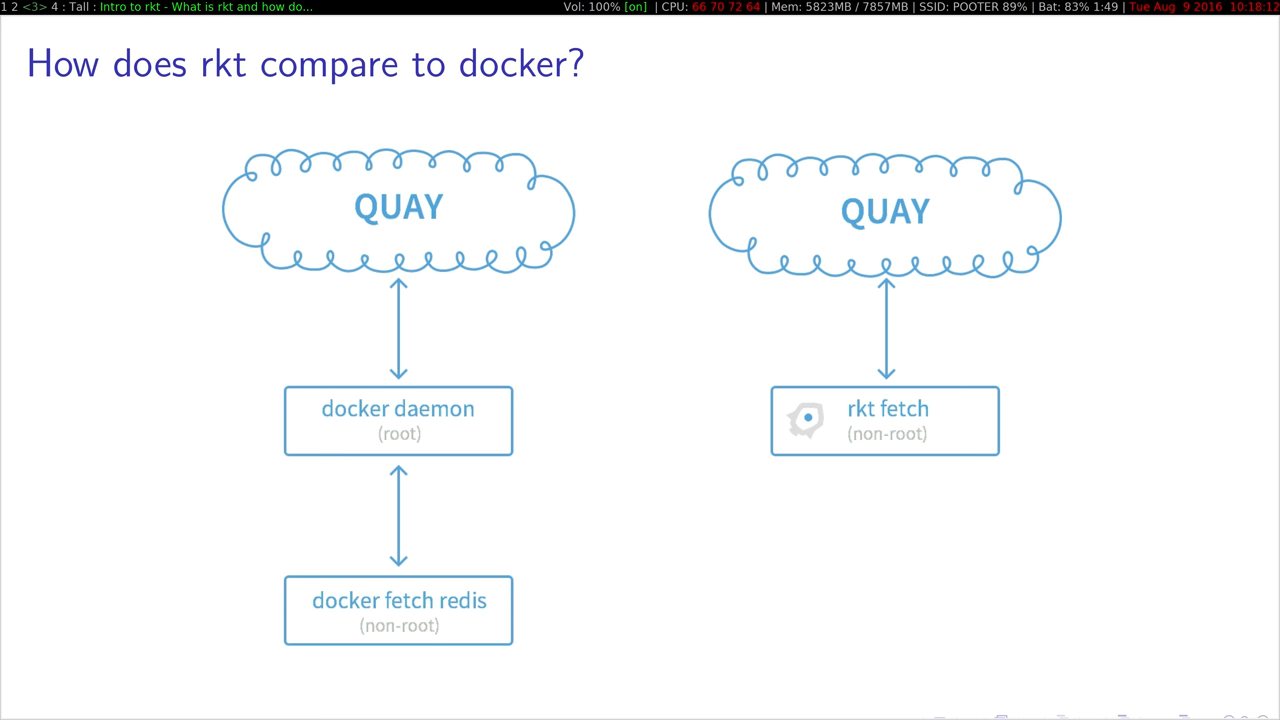 1 2 <3> 4 : Tall : Intro to rkt - What is rkt and how do... Vol: 100% [on] | CPU: 66 70 72 64 | Mem: 5823MB / 7857MB | SSID: POOTER 89% | Bat: 83% 1:49 | Tue Aug 9 2016 10:18:12
How does rkt compare to docker?
QUAY
QUAY
docker daemon
(root)
rkt fetch
(non-root)
docker fetch redis
(non-root)